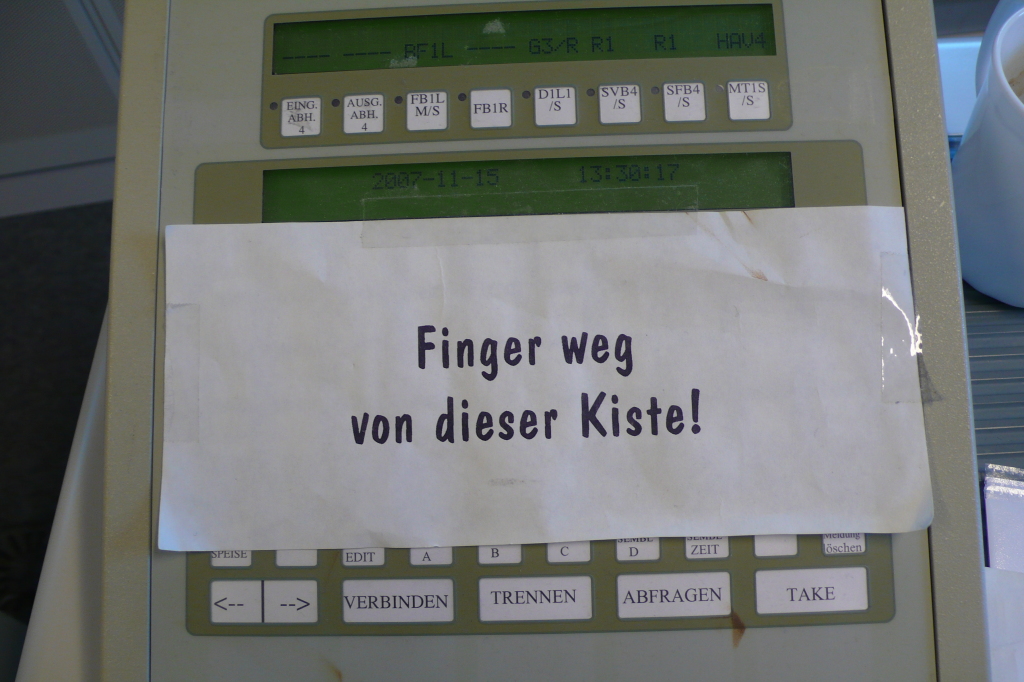 ---- ---- BF1L ---- G3/R R1 R1 HAV4
EING. ABH. 4
AUSG. ABH. 4
FB1L M/S
FB1R
D1L1 /S
SVB4 /S
SFB4 /S
MT1S /S
2007-11-15 13:30:17
Finger weg
von dieser Kiste!
SPEISE EDIT A B C D ZEIT löschen
<-- --> VERBINDEN TRENNEN ABFRAGEN TAKE